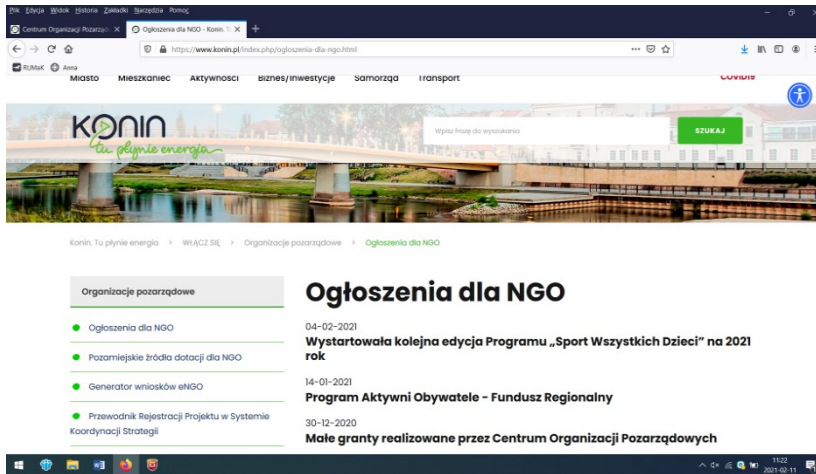 Plik Edycja Widok Historia Zakładki Narzędzia Pomoc
Centrum Organizacji Pozarządo
Ogłoszenia dla NGO - Konin. T
https://www.konin.pl/index.php/ogloszenia-dla-ngo.html
RUMaK Anna
Miasto Mieszkaniec Aktywności Biznes/Inwestycje Samorząd Transport COVID19
KONIN
tu płynie energia
Wpisz frazę do wyszukania
SZUKAJ
Konin. Tu płynie energia > WŁĄCZ SIĘ > Organizacje pozarządowe > Ogłoszenia dla NGO
Organizacje pozarządowe
Ogłoszenia dla NGO
Pozamiejskie źródła dotacji dla NGO
Generator wniosków eNGO
Przewodnik Rejestracji Projektu w Systemie
Koordynacji Strategii
Ogłoszenia dla NGO
04-02-2021
Wystartowała kolejna edycja Programu „Sport Wszystkich Dzieci” na 2021
rok
14-01-2021
Program Aktywni Obywatele - Fundusz Regionalny
30-12-2020
Małe granty realizowane przez Centrum Organizacji Pozarządowych
11:22
2021-02-11